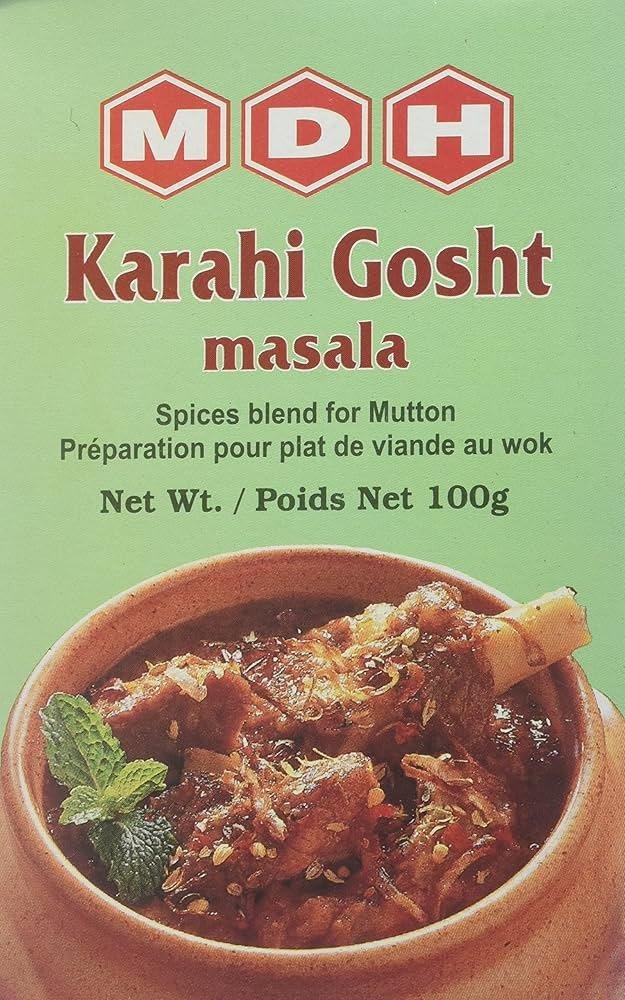 MDH
Karahi Gosht
masala
Spices blend for Mutton
Préparation pour plat de viande au wok
Net Wt. / Poids Net 100g